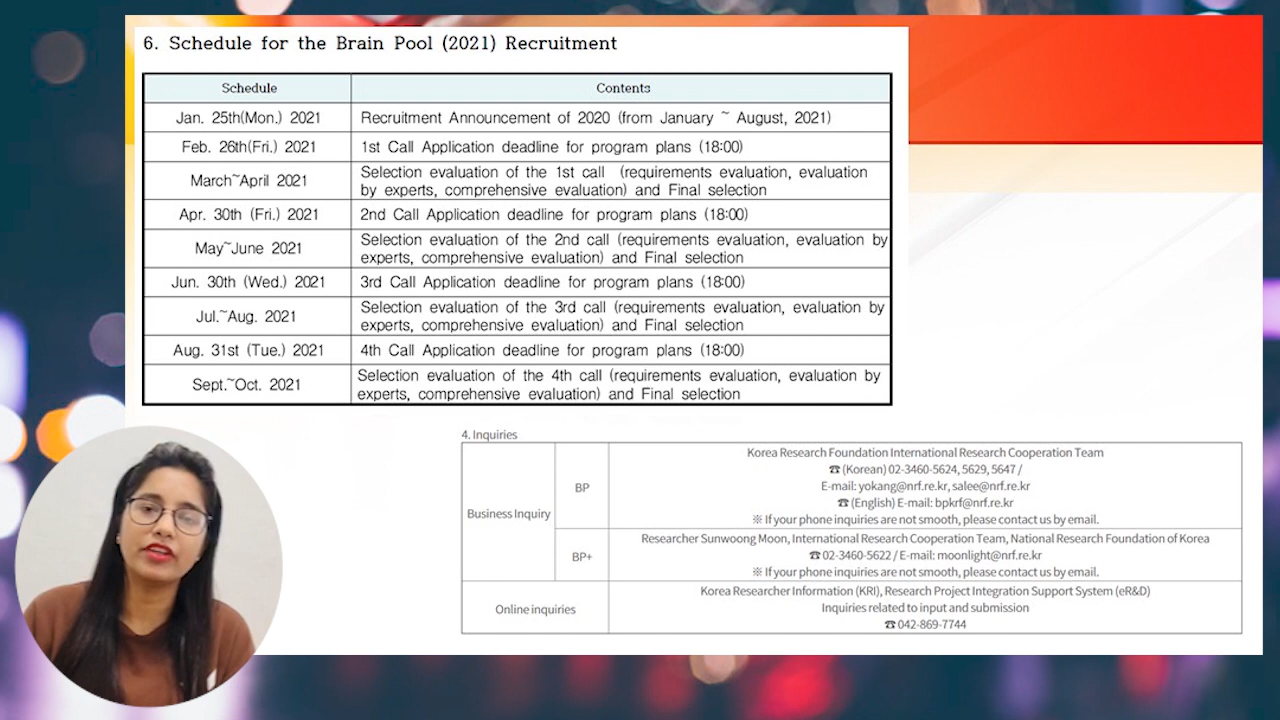 6. Schedule for the Brain Pool (2021) Recruitment
Schedule Contents
Jan. 25th(Mon.) 2021 Recruitment Announcement of 2020 (from January ~ August, 2021)
Feb. 26th(Fri.) 2021 1st Call Application deadline for program plans (18:00)
March~April 2021 Selection evaluation of the 1st call (requirements evaluation, evaluation
by experts, comprehensive evaluation) and Final selection
Apr. 30th (Fri.) 2021 2nd Call Application deadline for program plans (18:00)
May~June 2021 Selection evaluation of the 2nd call (requirements evaluation, evaluation by
experts, comprehensive evaluation) and Final selection
Jun. 30th (Wed.) 2021 3rd Call Application deadline for program plans (18:00)
Jul.~Aug. 2021 Selection evaluation of the 3rd call (requirements evaluation, evaluation by
experts, comprehensive evaluation) and Final selection
Aug. 31st (Tue.) 2021 4th Call Application deadline for program plans (18:00)
Sept.~Oct. 2021 Selection evaluation of the 4th call (requirements evaluation, evaluation by
experts, comprehensive evaluation) and Final selection
4. Inquiries
Business Inquiry
BP
Korea Research Foundation International Research Cooperation Team
☎ (Korean) 02-3460-5624, 5629, 5647 /
E-mail: yokang@nrf.re.kr, salee@nrf.re.kr
☎ (English) E-mail: bpkrf@nrf.re.kr
※ If your phone inquiries are not smooth, please contact us by email.
BP+
Researcher Sunwoong Moon, International Research Cooperation Team, National Research Foundation of Korea
☎ 02-3460-5622 / E-mail: moonlight@nrf.re.kr
※ If your phone inquiries are not smooth, please contact us by email.
Online inquiries
Korea Researcher Information (KRI), Research Project Integration Support System (eR&D)
Inquiries related to input and submission
☎ 042-869-7744